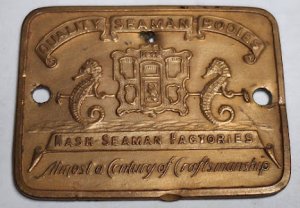 QUALITY SEAMAN BODIES
NASH-SEAMAN FACTORIES
Almost a Century of Craftsmanship